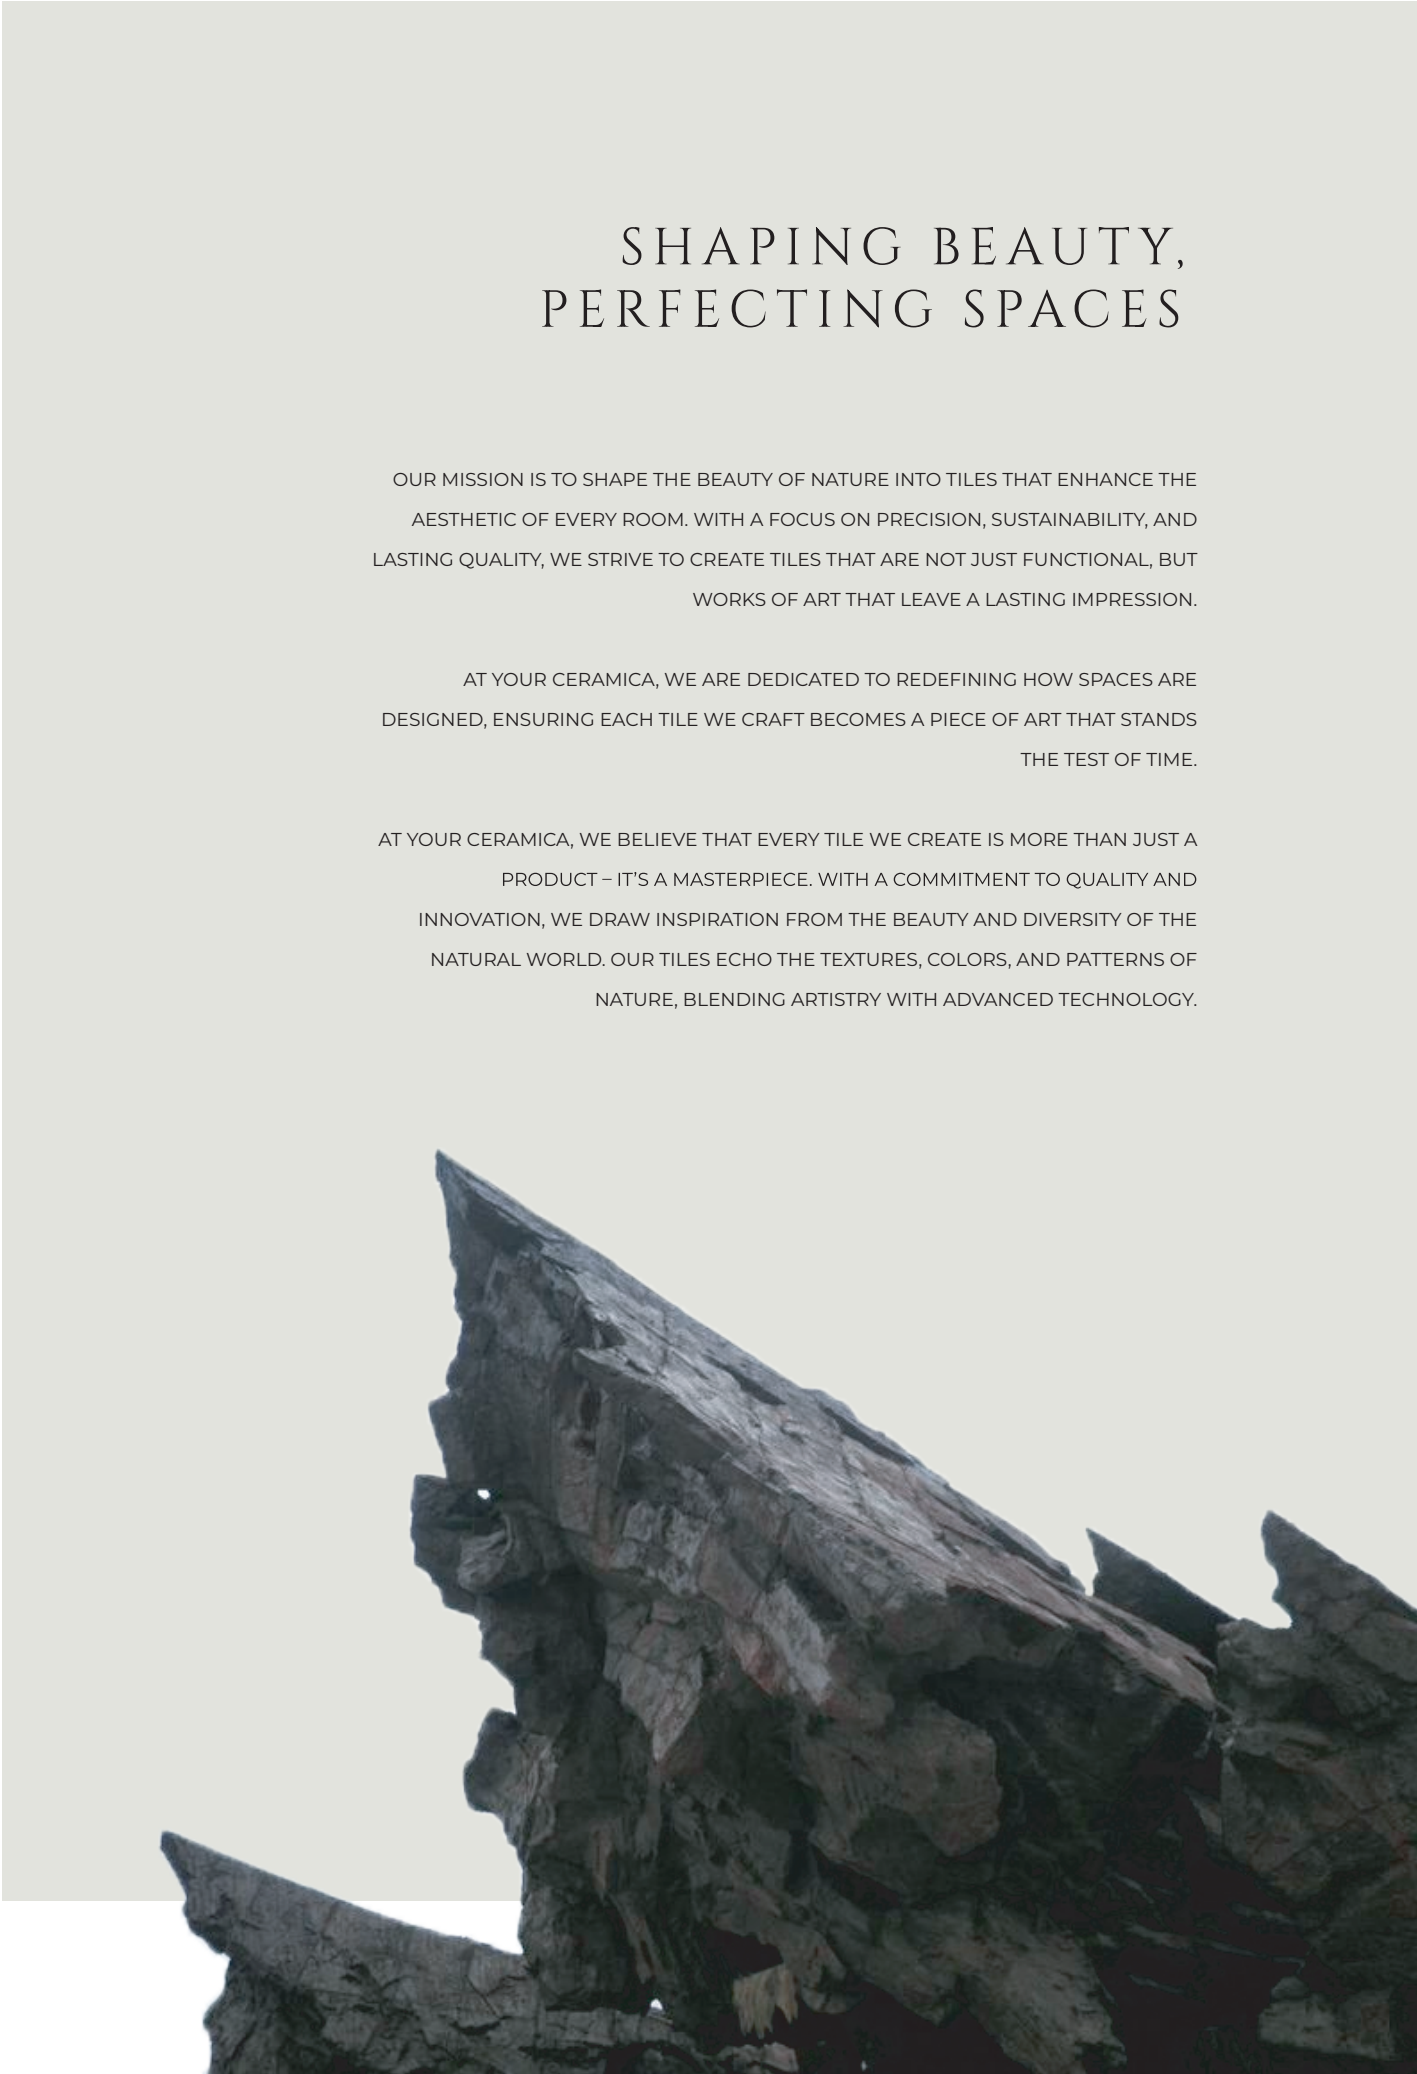 SHAPING BEAUTY,
PERFECTING SPACES
OUR MISSION IS TO SHAPE THE BEAUTY OF NATURE INTO TILES THAT ENHANCE THE
AESTHETIC OF EVERY ROOM. WITH A FOCUS ON PRECISION, SUSTAINABILITY, AND
LASTING QUALITY, WE STRIVE TO CREATE TILES THAT ARE NOT JUST FUNCTIONAL, BUT
WORKS OF ART THAT LEAVE A LASTING IMPRESSION.
AT YOUR CERAMICA, WE ARE DEDICATED TO REDEFINING HOW SPACES ARE
DESIGNED, ENSURING EACH TILE WE CRAFT BECOMES A PIECE OF ART THAT STANDS
THE TEST OF TIME.
AT YOUR CERAMICA, WE BELIEVE THAT EVERY TILE WE CREATE IS MORE THAN JUST A
PRODUCT – IT’S A MASTERPIECE. WITH A COMMITMENT TO QUALITY AND
INNOVATION, WE DRAW INSPIRATION FROM THE BEAUTY AND DIVERSITY OF THE
NATURAL WORLD. OUR TILES ECHO THE TEXTURES, COLORS, AND PATTERNS OF
NATURE, BLENDING ARTISTRY WITH ADVANCED TECHNOLOGY.